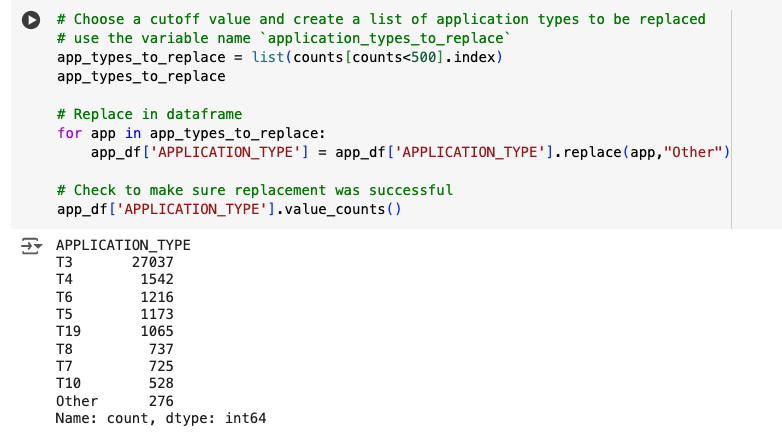 # Choose a cutoff value and create a list of application types to be replaced
# use the variable name `application_types_to_replace`
app_types_to_replace = list(counts[counts<500].index)
app_types_to_replace
# Replace in dataframe
for app in app_types_to_replace:
    app_df['APPLICATION_TYPE'] = app_df['APPLICATION_TYPE'].replace(app,"Other")
# Check to make sure replacement was successful
app_df['APPLICATION_TYPE'].value_counts()
APPLICATION_TYPE
T3       27037
T4        1542
T6        1216
T5        1173
T19       1065
T8         737
T7         725
T10        528
Other      276
Name: count, dtype: int64